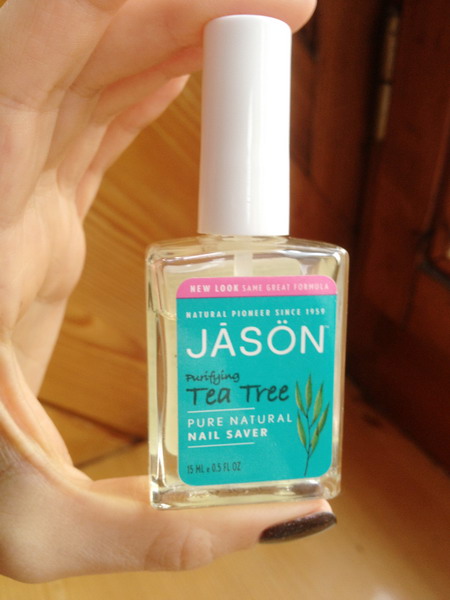 NEW LOOK SAME GREAT FORMULA
NATURAL PIONEER SINCE 1959
JĀSÖN™
Purifying
Tea Tree
PURE NATURAL
NAIL SAVER
15 ML e 0.5 FL OZ